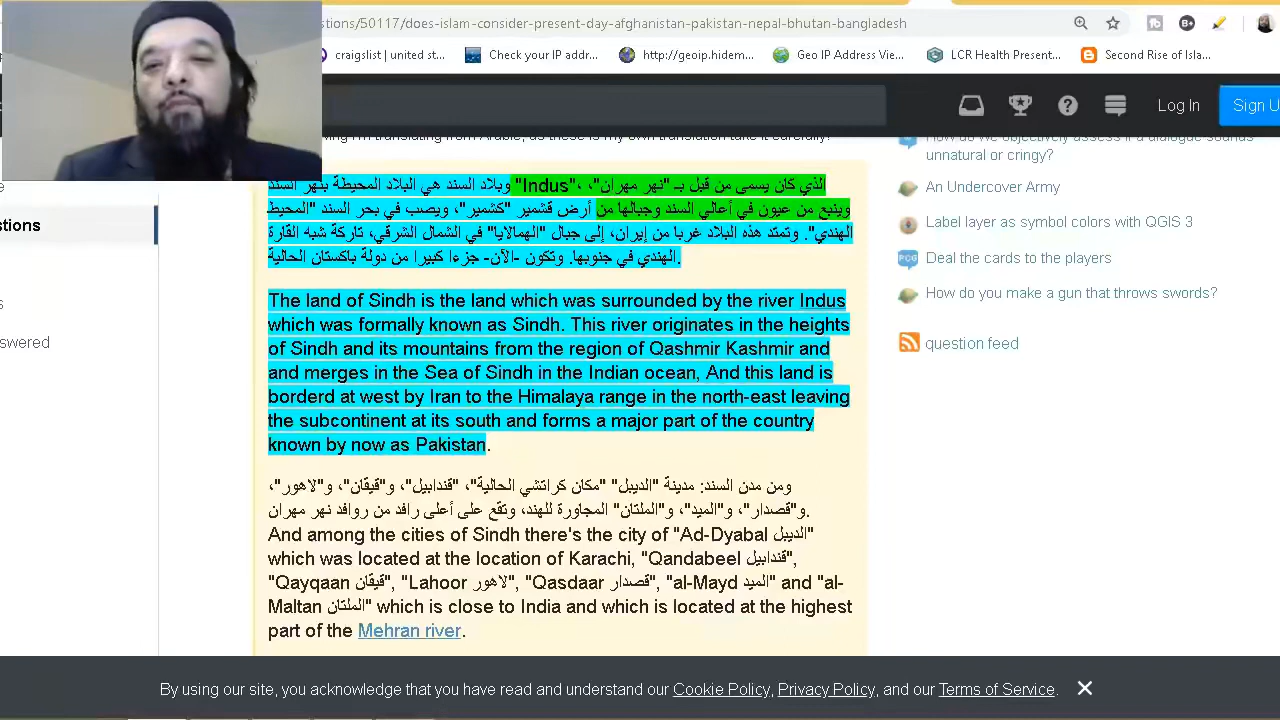 stions/50117/does-islam-consider-present-day-afghanistan-pakistan-nepal-bhutan-bangladesh
craigslist l united st... Check your IP addr... http://geoip.hidem... Geo IP Address Vie... LCR Health Present... Second Rise of Isla...
Log In Sign U
stions
swered
الذي كان يسمى من قبل بـ "نهر مهران"، ،"Indus" وبلاد السند هي البلاد المحيطة بنهر السند
وينبع من عيون في أعالي السند وجبالها من أرض قشمير "كشمير"، ويصب في بحر السند "المحيط
الهندي". وتمتد هذه البلاد غربا من إيران، إلى جبال "الهمالايا" في الشمال الشرقي، تاركة شبه القارة
الهندي في جنوبها. وتكون -الآن- جزءا كبيرا من دولة باكستان الحالية.
The land of Sindh is the land which was surrounded by the river Indus
which was formally known as Sindh. This river originates in the heights
of Sindh and its mountains from the region of Qashmir Kashmir and
and merges in the Sea of Sindh in the Indian ocean, And this land is
borderd at west by Iran to the Himalaya range in the north-east leaving
the subcontinent at its south and forms a major part of the country
known by now as Pakistan.
ومن مدن السند: مدينة "الديبل" "مكان كراتشي الحالية"، "قندابيل"، و"قيقان"، و"لاهور"،
و"قصدار"، و"الميد"، و"الملتان" المجاورة للهند، وتقع على أعلى رافد من روافد نهر مهران.
And among the cities of Sindh there's the city of "Ad-Dyabal الديبل"
which was located at the location of Karachi, "Qandabeel قندابيل",
"Qayqaan قيقان", "Lahoor لاهور", "Qasdaar قصدار", "al-Mayd الميد" and "al-
Maltan الملتان" which is close to India and which is located at the highest
part of the Mehran river.
How do we objectively assess if a dialogue sounds
unnatural or cringy?
An Undercover Army
Label layer as symbol colors with QGIS 3
Deal the cards to the players
How do you make a gun that throws swords?
question feed
By using our site, you acknowledge that you have read and understand our Cookie Policy, Privacy Policy, and our Terms of Service.